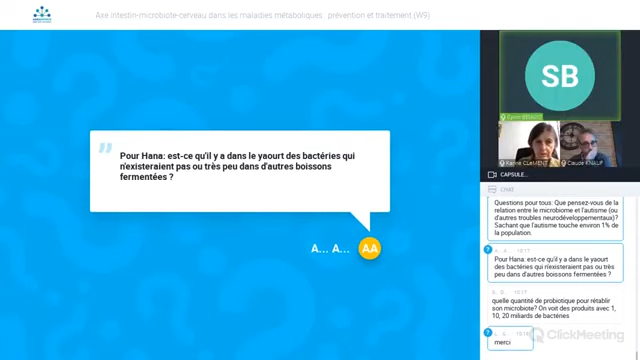 Axe intestin-microbiote-cerveau dans les maladies métaboliques : prévention et traitement (W9)
Pour Hana: est-ce qu'il y a dans le yaourt des bactéries qui
n'existeraient pas ou très peu dans d'autres boissons
fermentées ?
A... A...
AA
SB
Karine CLéMENT
Claude KNAUF
CAPSULE...
CHAT
Questions pour tous: Que pensez-vous de la
relation entre le microbiome et l'autisme (ou
d'autres troubles neurodéveloppementaux)?
Sachant que l'autisme touche environ 1% de
la population.
?
Pour Hana: est-ce qu'il y a dans le yaourt
des bactéries qui n'existeraient pas ou très
peu dans d'autres boissons fermentées ?
quelle quantité de probiotique pour rétablir
son microbiote? On voit des produits avec 1,
10, 20 miliards de bactéries
?
merci
ClickMeeting